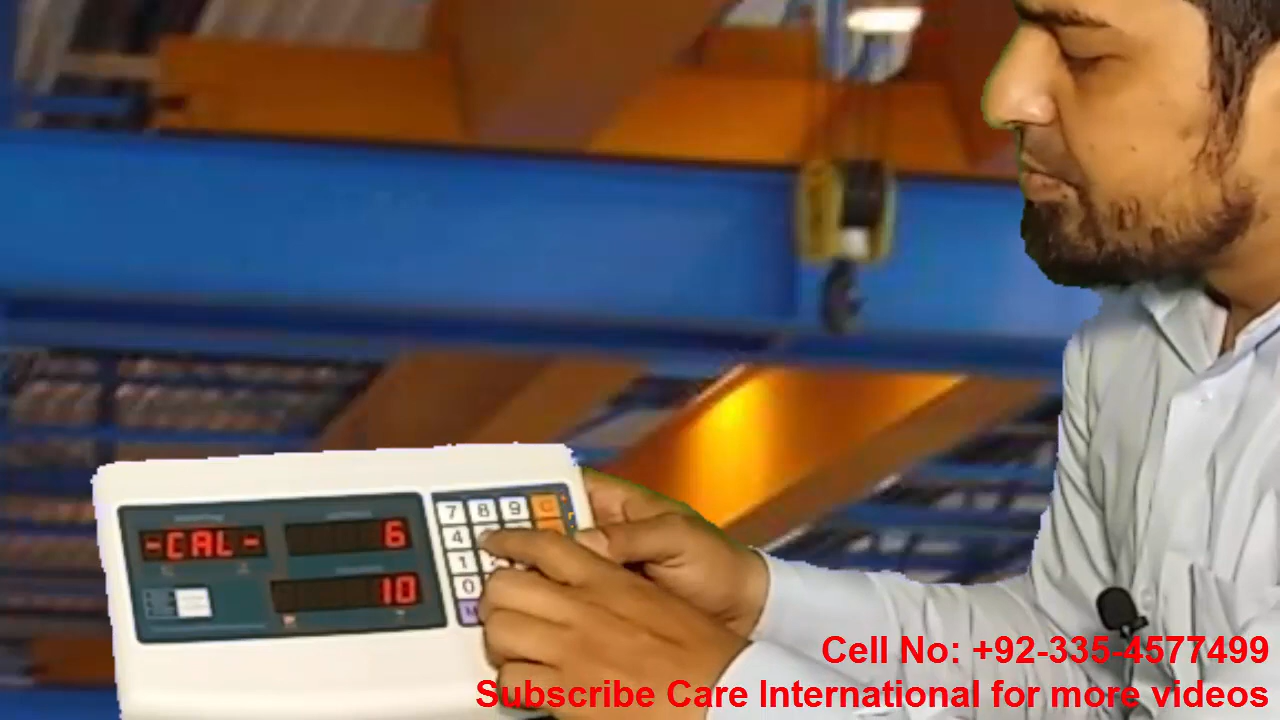 -CAL-
6
10
7 8 9 C
4
1
0
M
Cell No: +92-335-4577499
Subscribe Care International for more videos